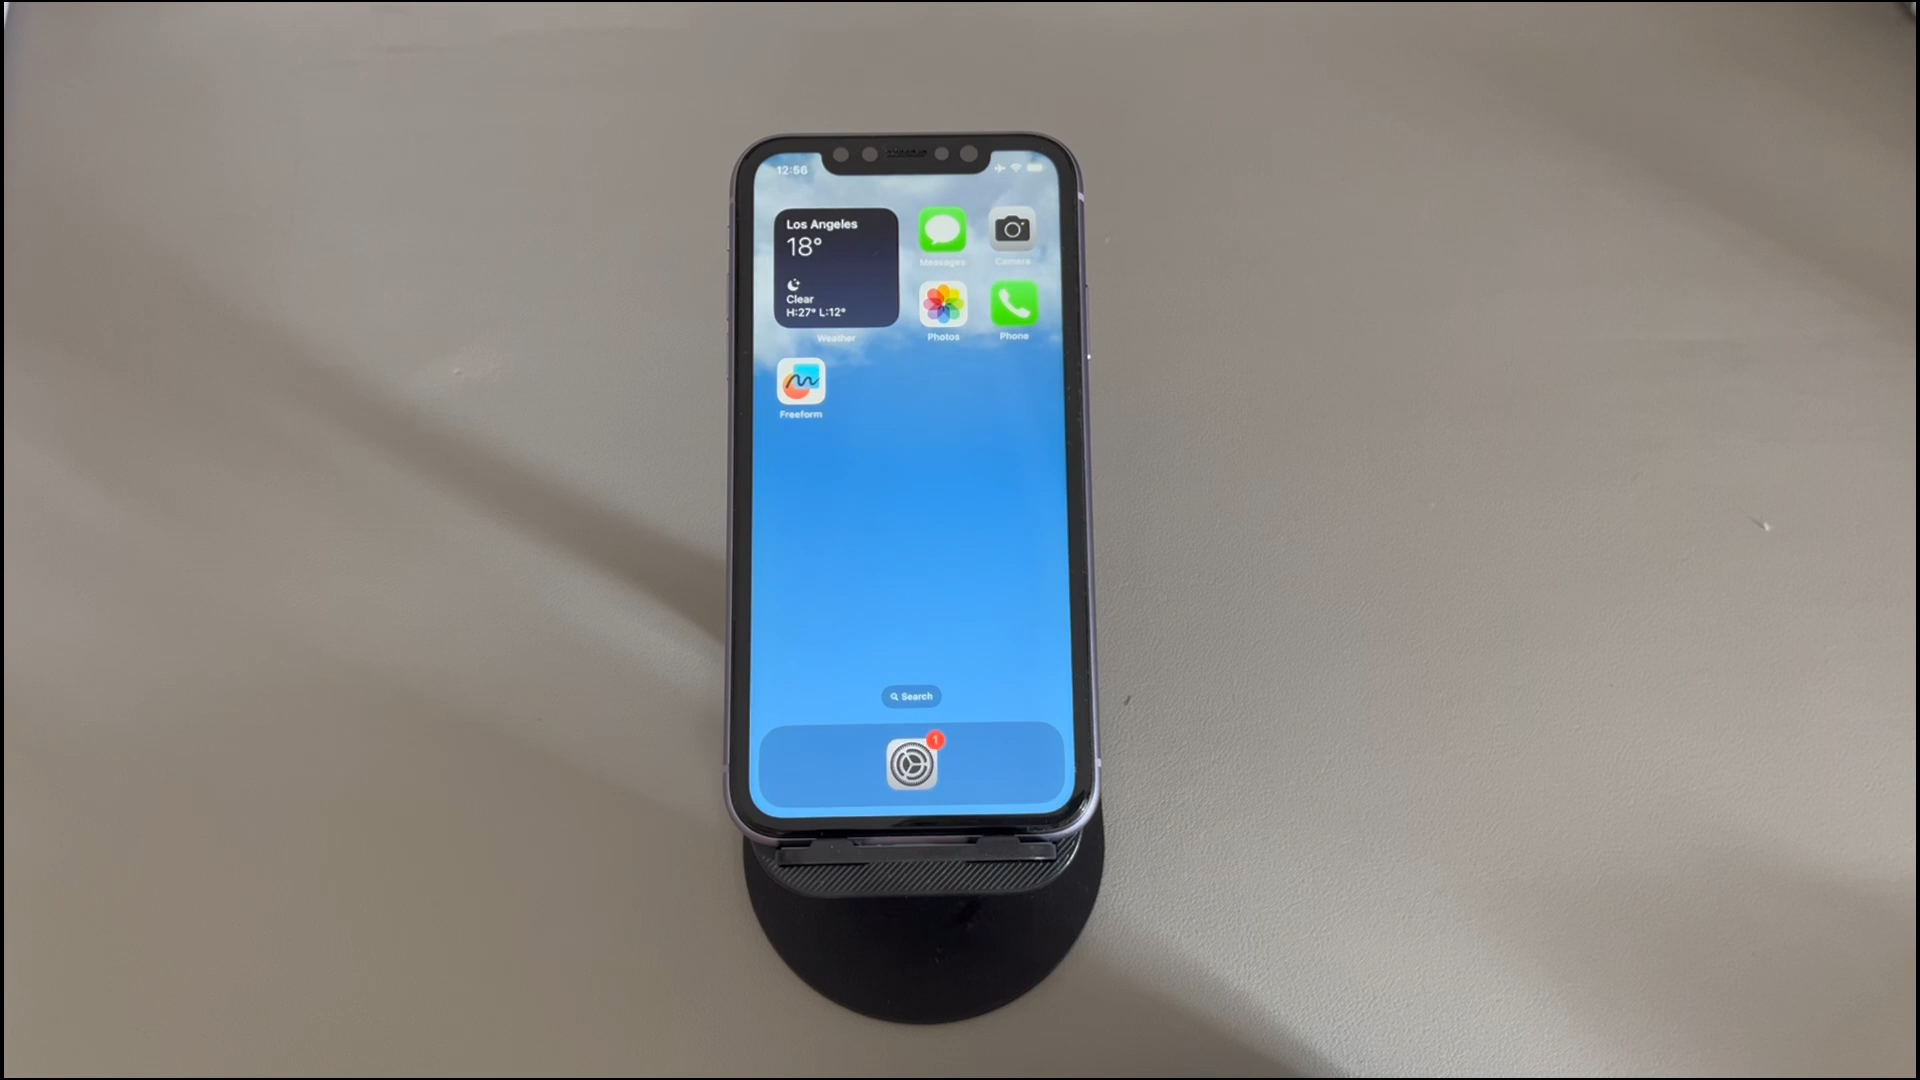 12:56
Los Angeles
18°
Clear
H:27° L:12°
Weather
Messages
Camera
Photos
Phone
Freeform
Search
1